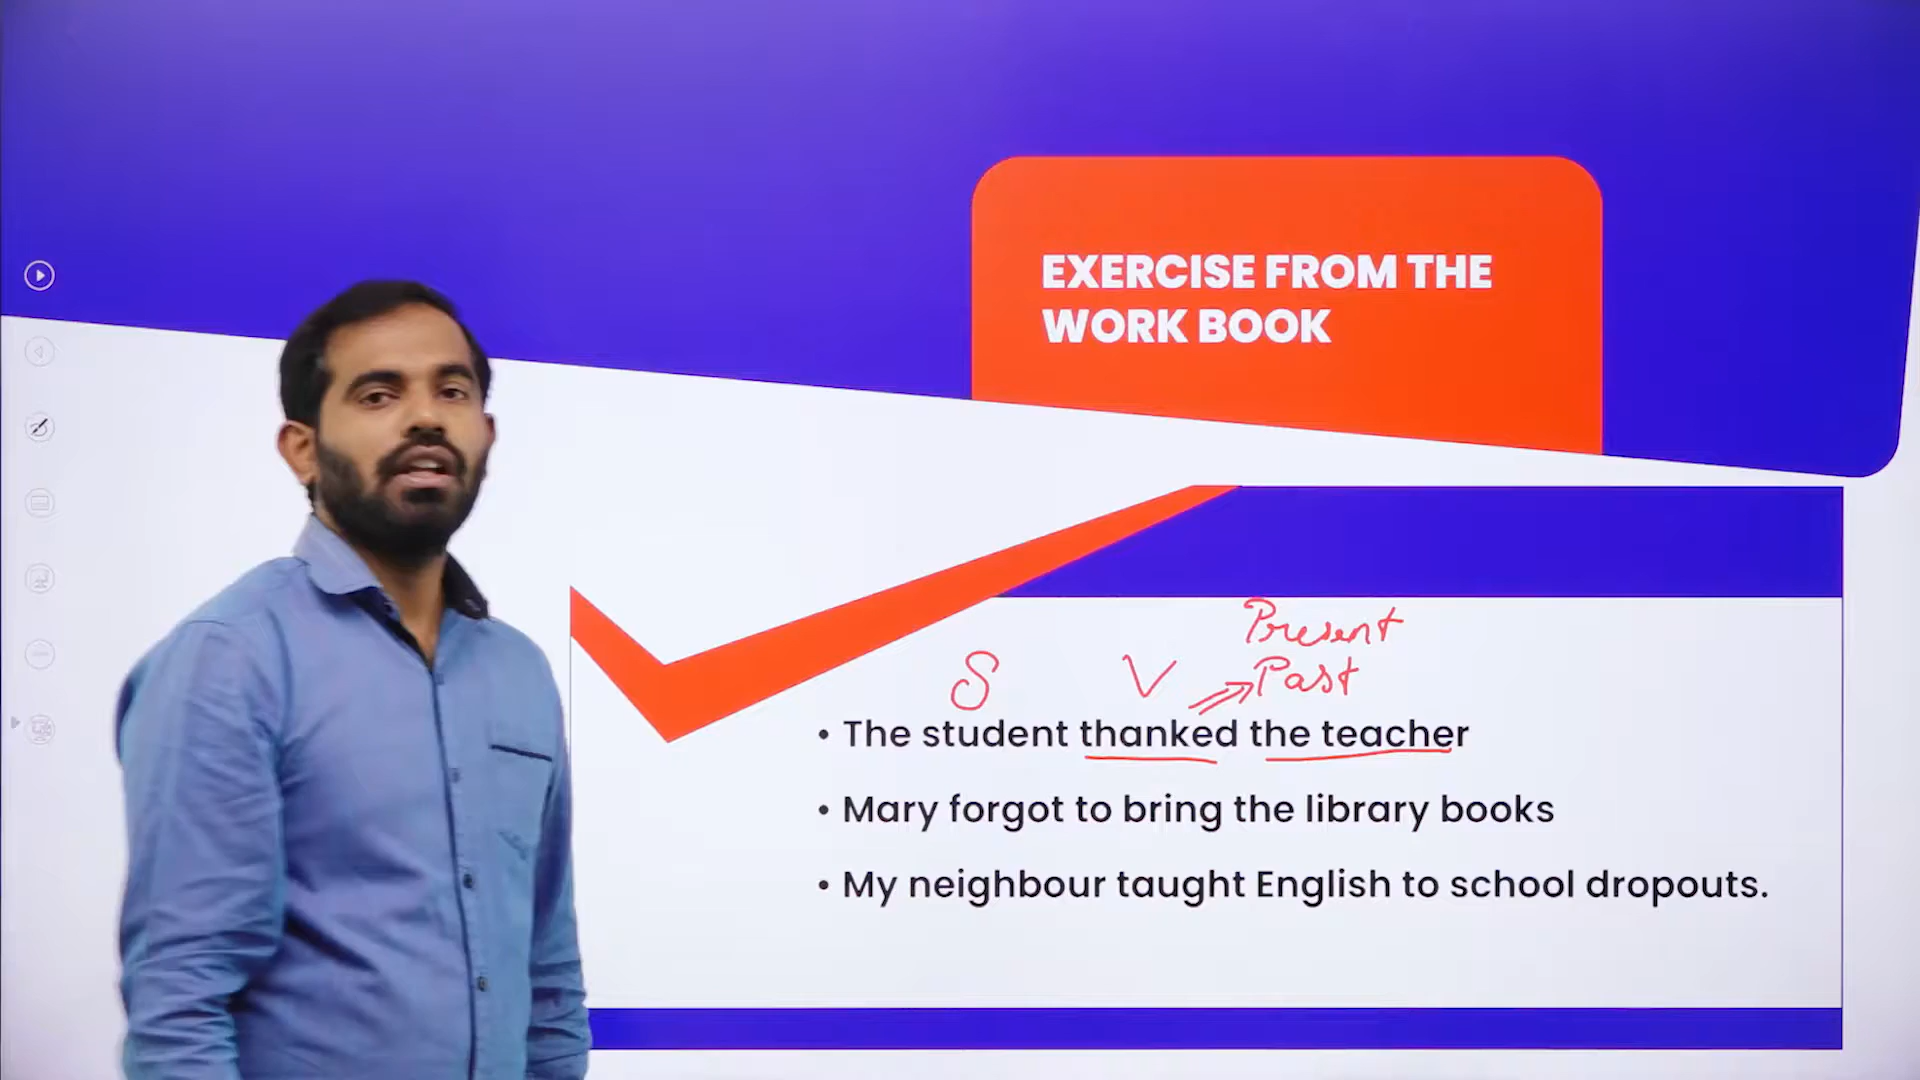 EXERCISE FROM THE
WORK BOOK
Present
S V Past
• The student thanked the teacher
• Mary forgot to bring the library books
• My neighbour taught English to school dropouts.